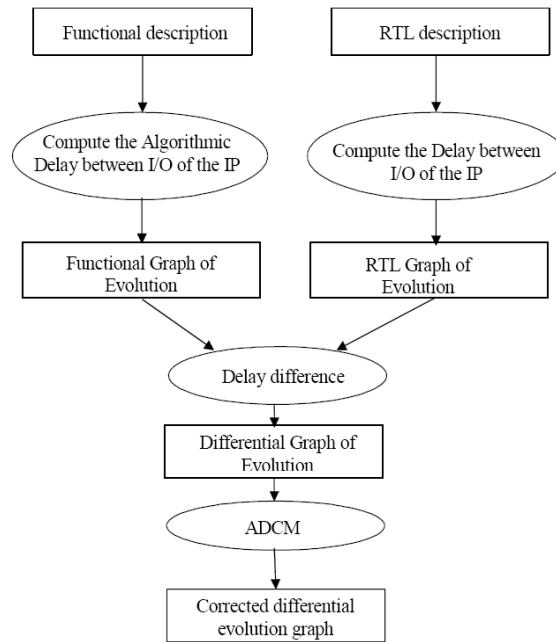 Functional description
RTL description
Compute the Algorithmic
Delay between I/O of the IP
Compute the Delay between
I/O of the IP
Functional Graph of
Evolution
RTL Graph of
Evolution
Delay difference
Differential Graph of
Evolution
ADCM
Corrected differential
evolution graph